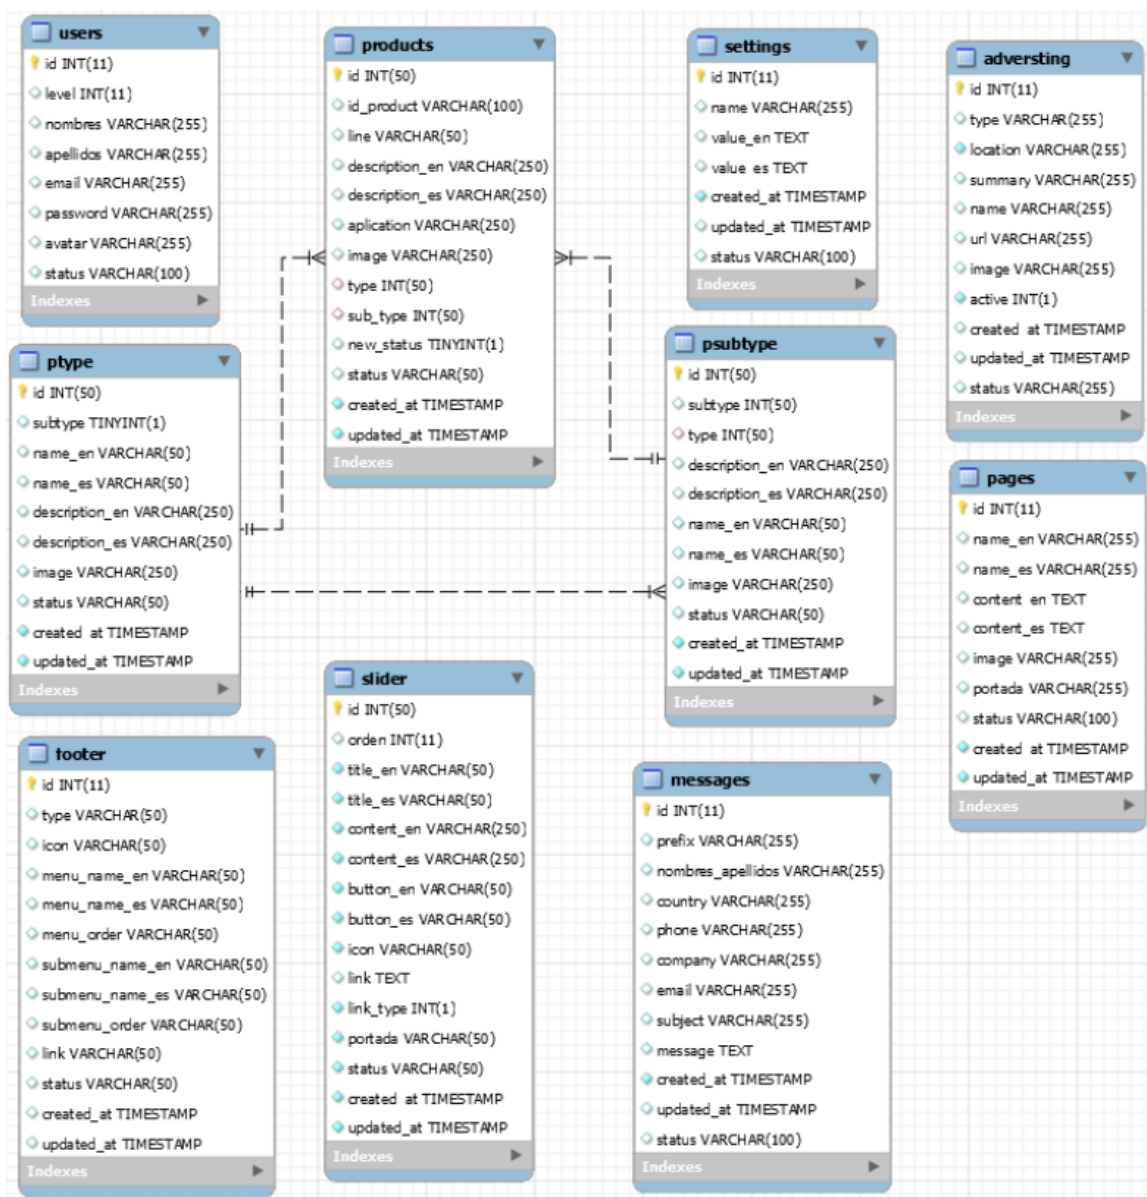 users
id INT(11)
level INT(11)
nombres VARCHAR(255)
apellidos VARCHAR(255)
email VARCHAR(255)
password VARCHAR(255)
avatar VARCHAR(255)
status VARCHAR(100)
Indexes
products
id INT(50)
id_product VARCHAR(100)
line VARCHAR(50)
description_en VARCHAR(250)
description_es VARCHAR(250)
aplication VARCHAR(250)
image VARCHAR(250)
type INT(50)
sub_type INT(50)
new_status TINYINT(1)
status VARCHAR(50)
created_at TIMESTAMP
updated_at TIMESTAMP
Indexes
settings
id INT(11)
name VARCHAR(255)
value_en TEXT
value_es TEXT
created_at TIMESTAMP
updated_at TIMESTAMP
status VARCHAR(100)
Indexes
adversting
id INT(11)
type VARCHAR(255)
location VARCHAR(255)
summary VARCHAR(255)
name VARCHAR(255)
url VARCHAR(255)
image VARCHAR(255)
active INT(1)
created_at TIMESTAMP
updated_at TIMESTAMP
status VARCHAR(255)
Indexes
ptype
id INT(50)
subtype TINYINT(1)
name_en VARCHAR(50)
name_es VARCHAR(50)
description_en VARCHAR(250)
description_es VARCHAR(250)
image VARCHAR(250)
status VARCHAR(50)
created_at TIMESTAMP
updated_at TIMESTAMP
Indexes
psubtype
id INT(50)
subtype INT(50)
type INT(50)
description_en VARCHAR(250)
description_es VARCHAR(250)
name_en VARCHAR(50)
name_es VARCHAR(50)
image VARCHAR(250)
status VARCHAR(50)
created_at TIMESTAMP
updated_at TIMESTAMP
Indexes
pages
id INT(11)
name_en VARCHAR(255)
name_es VARCHAR(255)
content_en TEXT
content_es TEXT
image VARCHAR(255)
portada VARCHAR(255)
status VARCHAR(100)
created_at TIMESTAMP
updated_at TIMESTAMP
Indexes
slider
id INT(50)
orden INT(11)
title_en VARCHAR(50)
title_es VARCHAR(50)
content_en VARCHAR(250)
content_es VARCHAR(250)
button_en VARCHAR(50)
button_es VARCHAR(50)
icon VARCHAR(50)
link TEXT
link_type INT(1)
portada VARCHAR(50)
status VARCHAR(50)
created_at TIMESTAMP
updated_at TIMESTAMP
Indexes
footer
id INT(11)
type VARCHAR(50)
icon VARCHAR(50)
menu_name_en VARCHAR(50)
menu_name_es VARCHAR(50)
menu_order VARCHAR(50)
submenu_name_en VARCHAR(50)
submenu_name_es VARCHAR(50)
submenu_order VARCHAR(50)
link VARCHAR(50)
status VARCHAR(50)
created_at TIMESTAMP
updated_at TIMESTAMP
Indexes
messages
id INT(11)
prefix VARCHAR(255)
nombres_apellidos VARCHAR(255)
country VARCHAR(255)
phone VARCHAR(255)
company VARCHAR(255)
email VARCHAR(255)
subject VARCHAR(255)
message TEXT
created_at TIMESTAMP
updated_at TIMESTAMP
status VARCHAR(100)
Indexes